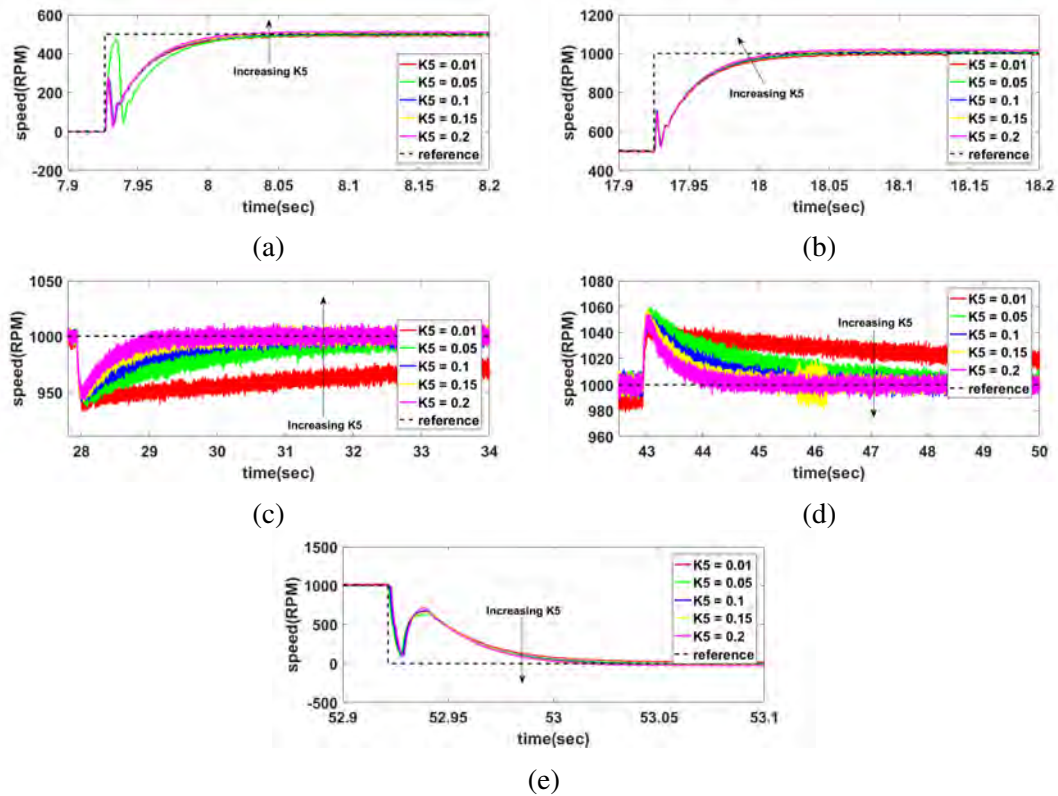 600
400
200
0
-200
speed(RPM)
Increasing K5
K5 = 0.01
K5 = 0.05
K5 = 0.1
K5 = 0.15
K5 = 0.2
reference
7.9
7.95
8
8.05
8.1
8.15
8.2
time(sec)
(a)
1200
1000
800
600
400
speed(RPM)
Increasing K5
K5 = 0.01
K5 = 0.05
K5 = 0.1
K5 = 0.15
K5 = 0.2
reference
17.9
17.95
18
18.05
18.1
18.15
18.2
time(sec)
(b)
1050
1000
950
speed(RPM)
Increasing K5
K5 = 0.01
K5 = 0.05
K5 = 0.1
K5 = 0.15
K5 = 0.2
reference
28
29
30
31
32
33
34
time(sec)
(c)
1080
1060
1040
1020
1000
980
960
speed(RPM)
Increasing K5
K5 = 0.01
K5 = 0.05
K5 = 0.1
K5 = 0.15
K5 = 0.2
reference
43
44
45
46
47
48
49
50
time(sec)
(d)
1500
1000
500
0
-500
speed(RPM)
Increasing K5
K5 = 0.01
K5 = 0.05
K5 = 0.1
K5 = 0.15
K5 = 0.2
reference
52.9
52.95
53
53.05
53.1
time(sec)
(e)